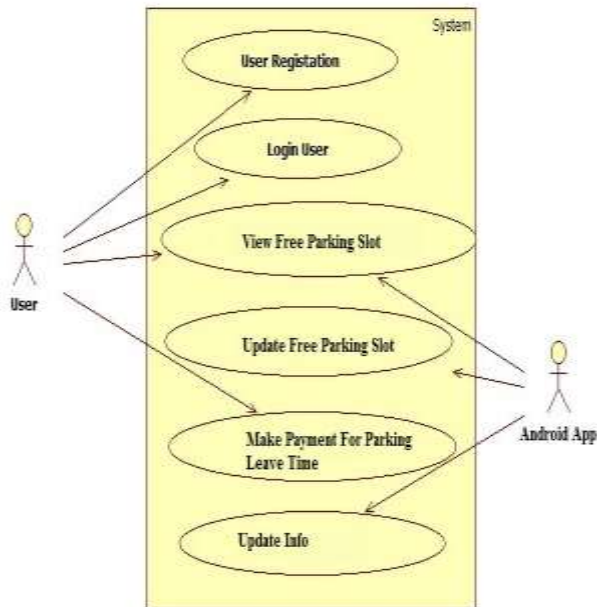 System
User Registation
Login User
View Free Parking Slot
User
Update Free Parking Slot
Android App
Make Payment For Parking
Leave Time
Update Info